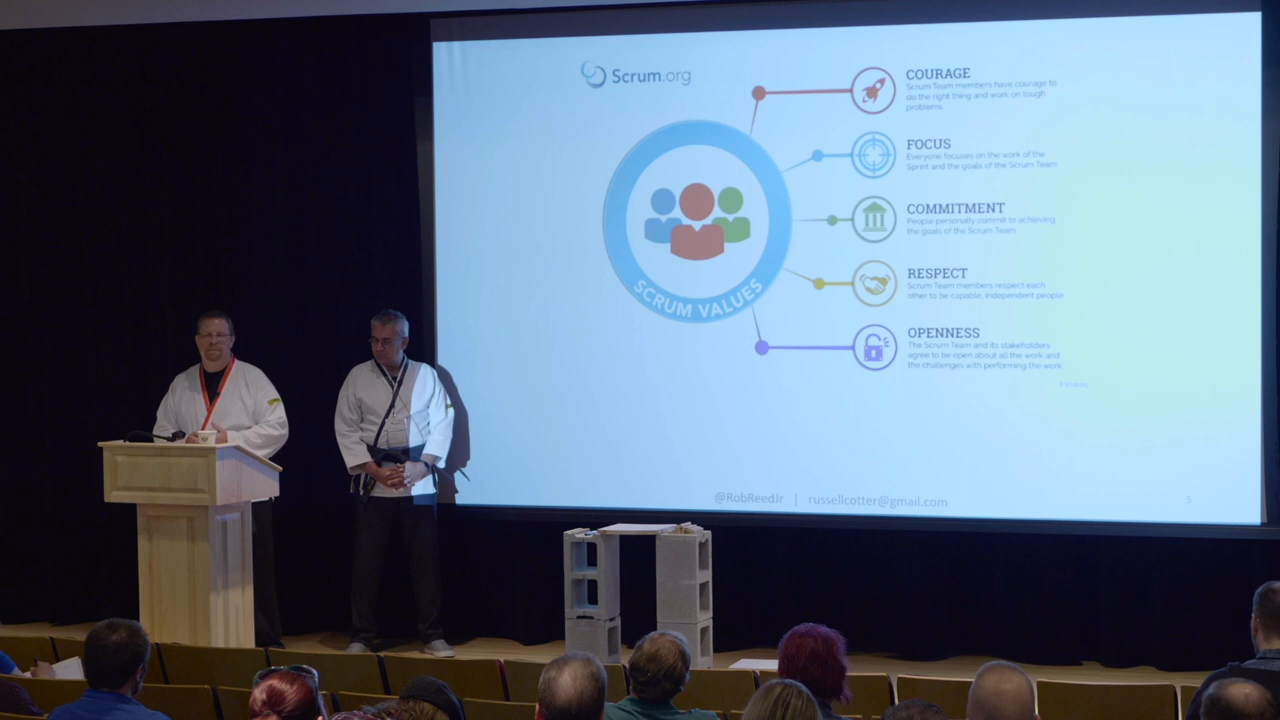 Scrum.org
COURAGE
Scrum Team members have courage to
do the right thing and work on tough
problems
FOCUS
Everyone focuses on the work of the
Sprint and the goals of the Scrum Team
COMMITMENT
People personally commit to achieving
the goals of the Scrum Team
RESPECT
Scrum Team members respect each
other to be capable, independent people
OPENNESS
The Scrum Team and its stakeholders
agree to be open about all the work and
the challenges with performing the work
SCRUM VALUES
@RobReedJr | russellcotter@gmail.com
5